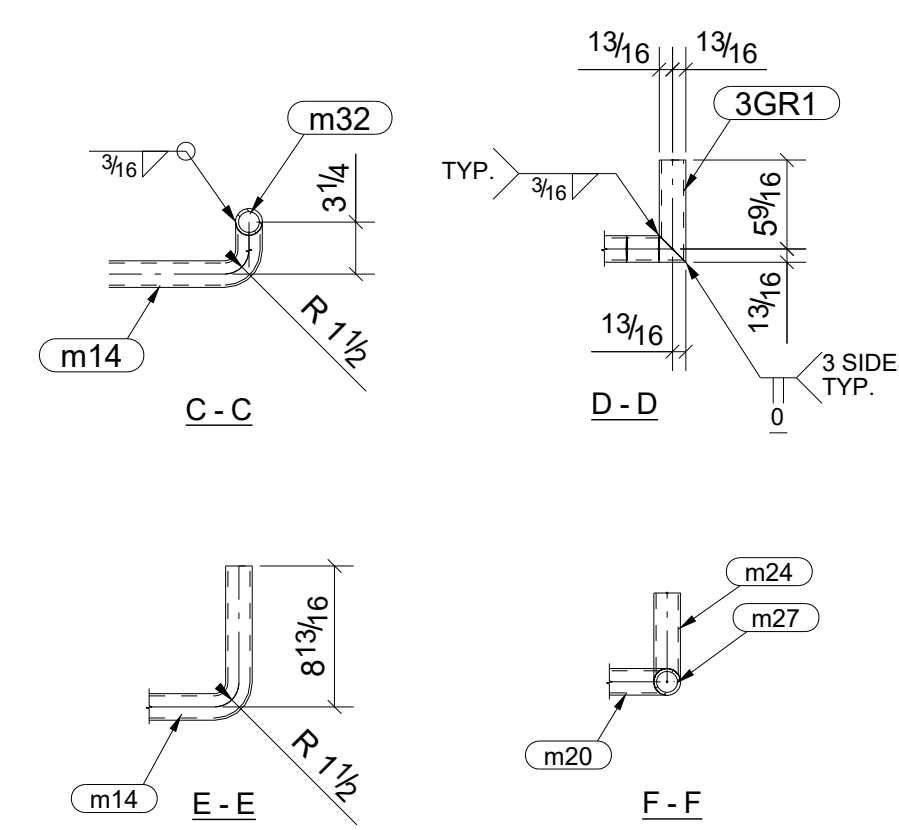 m32
3/16
3 1/4
R 1 1/2
m14
C - C
13/16
13/16
3GR1
TYP.
3/16
5 9/16
13/16
13/16
3 SIDE
TYP.
0
D - D
8 13/16
R 1 1/2
m14
E - E
m24
m27
m20
F - F